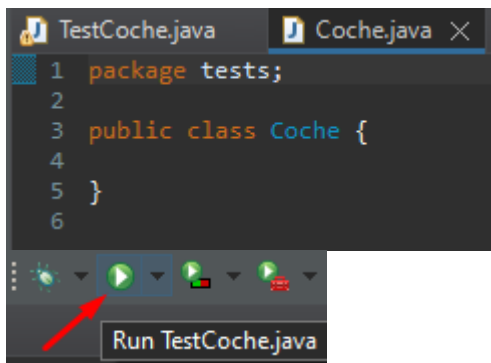 TestCoche.java Coche.java
1 package tests;
2
3 public class Coche {
4
5 }
6
Run TestCoche.java